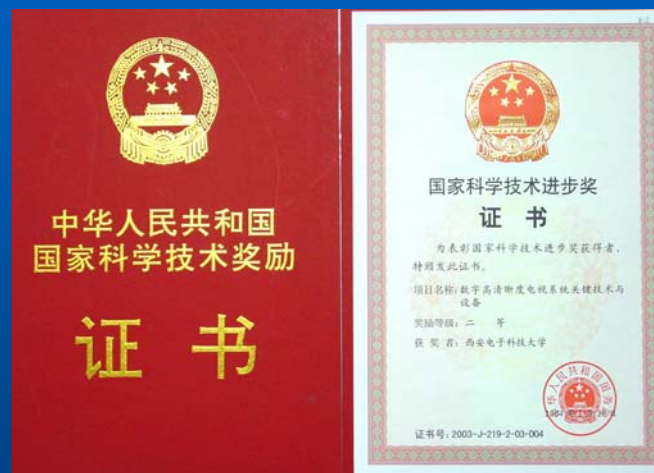 中华人民共和国
国家科学技术奖励
证 书
国家科学技术进步奖
证 书
为表彰国家科学技术进步奖获得者，
特颁发此证书。
项目名称：数字高清晰度电视系统关键技术与
设备
奖励等级：二 等
获 奖 者：西安电子科技大学
证书号：2003-J-219-2-03-004